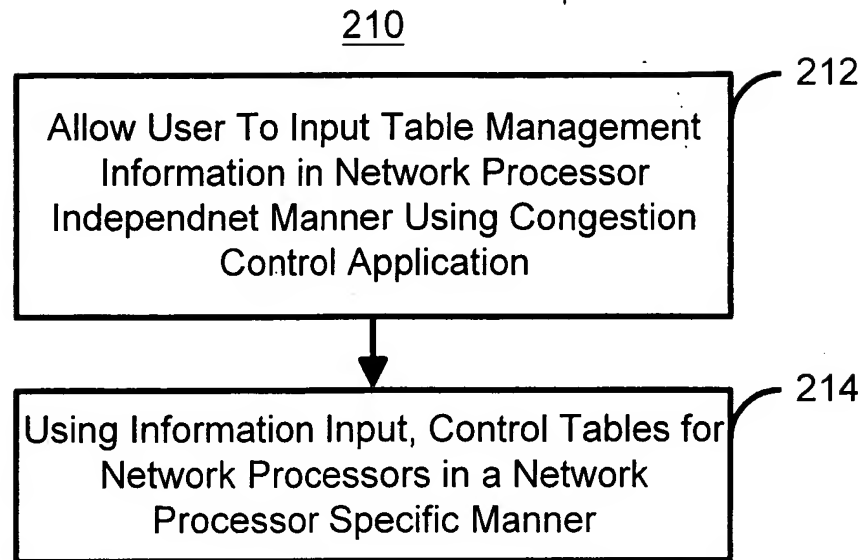 210
212
Allow User To Input Table Management
Information in Network Processor
Independnet Manner Using Congestion
Control Application
214
Using Information Input, Control Tables for
Network Processors in a Network
Processor Specific Manner